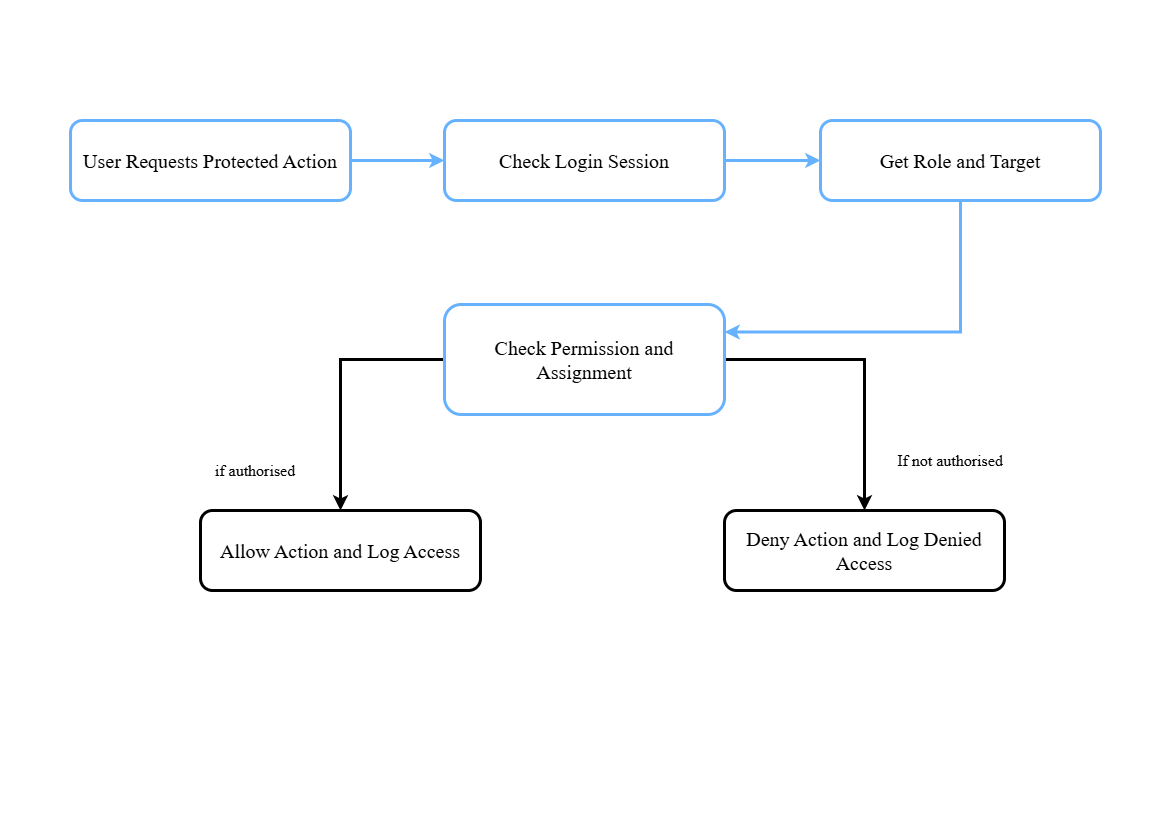 User Requests Protected Action
Check Login Session
Get Role and Target
Check Permission and
Assignment
if authorised
If not authorised
Allow Action and Log Access
Deny Action and Log Denied
Access